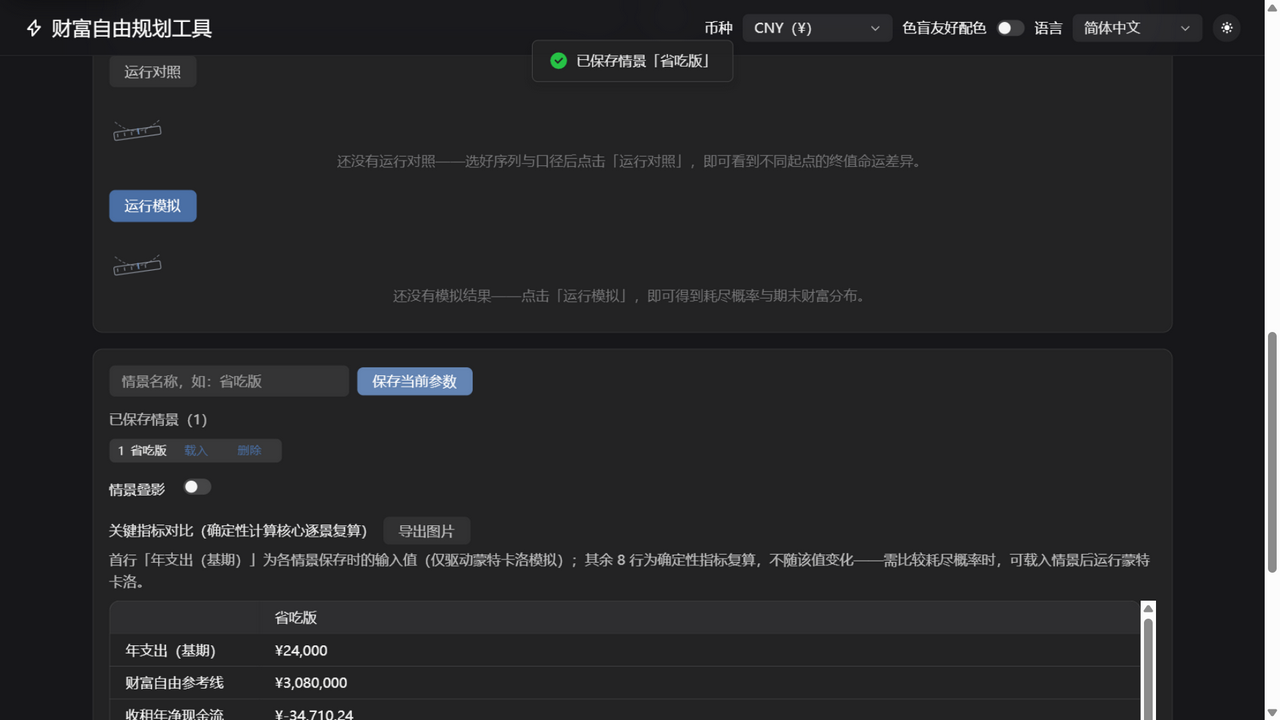 财富自由规划工具
币种
CNY (¥)
色盲友好配色
语言
简体中文
已保存情景「省吃版」
运行对照
还没有运行对照——选好序列与口径后点击「运行对照」，即可看到不同起点的终值命运差异。
运行模拟
还没有模拟结果——点击「运行模拟」，即可得到耗尽概率与期末财富分布。
情景名称，如：省吃版
保存当前参数
已保存情景（1）
1 省吃版 载入 删除
情景叠影
关键指标对比（确定性计算核心逐景复算）
导出图片
首行「年支出（基期）」为各情景保存时的输入值（仅驱动蒙特卡洛模拟）；其余 8 行为确定性指标复算，不随该值变化——需比较耗尽概率时，可载入情景后运行蒙特
卡洛。
省吃版
年支出（基期） ¥24,000
财富自由参考线 ¥3,080,000
收租年净现金流 ¥-34,710.24